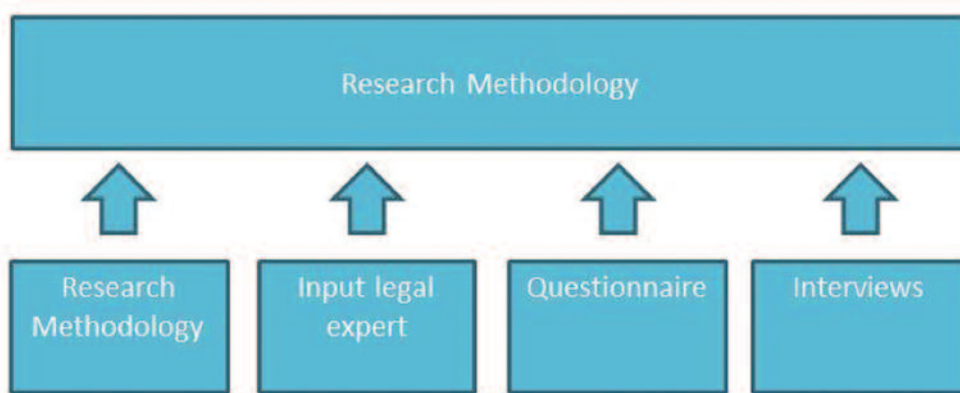 Research Methodology
Research
Methodology
Input legal
expert
Questionnaire
Interviews